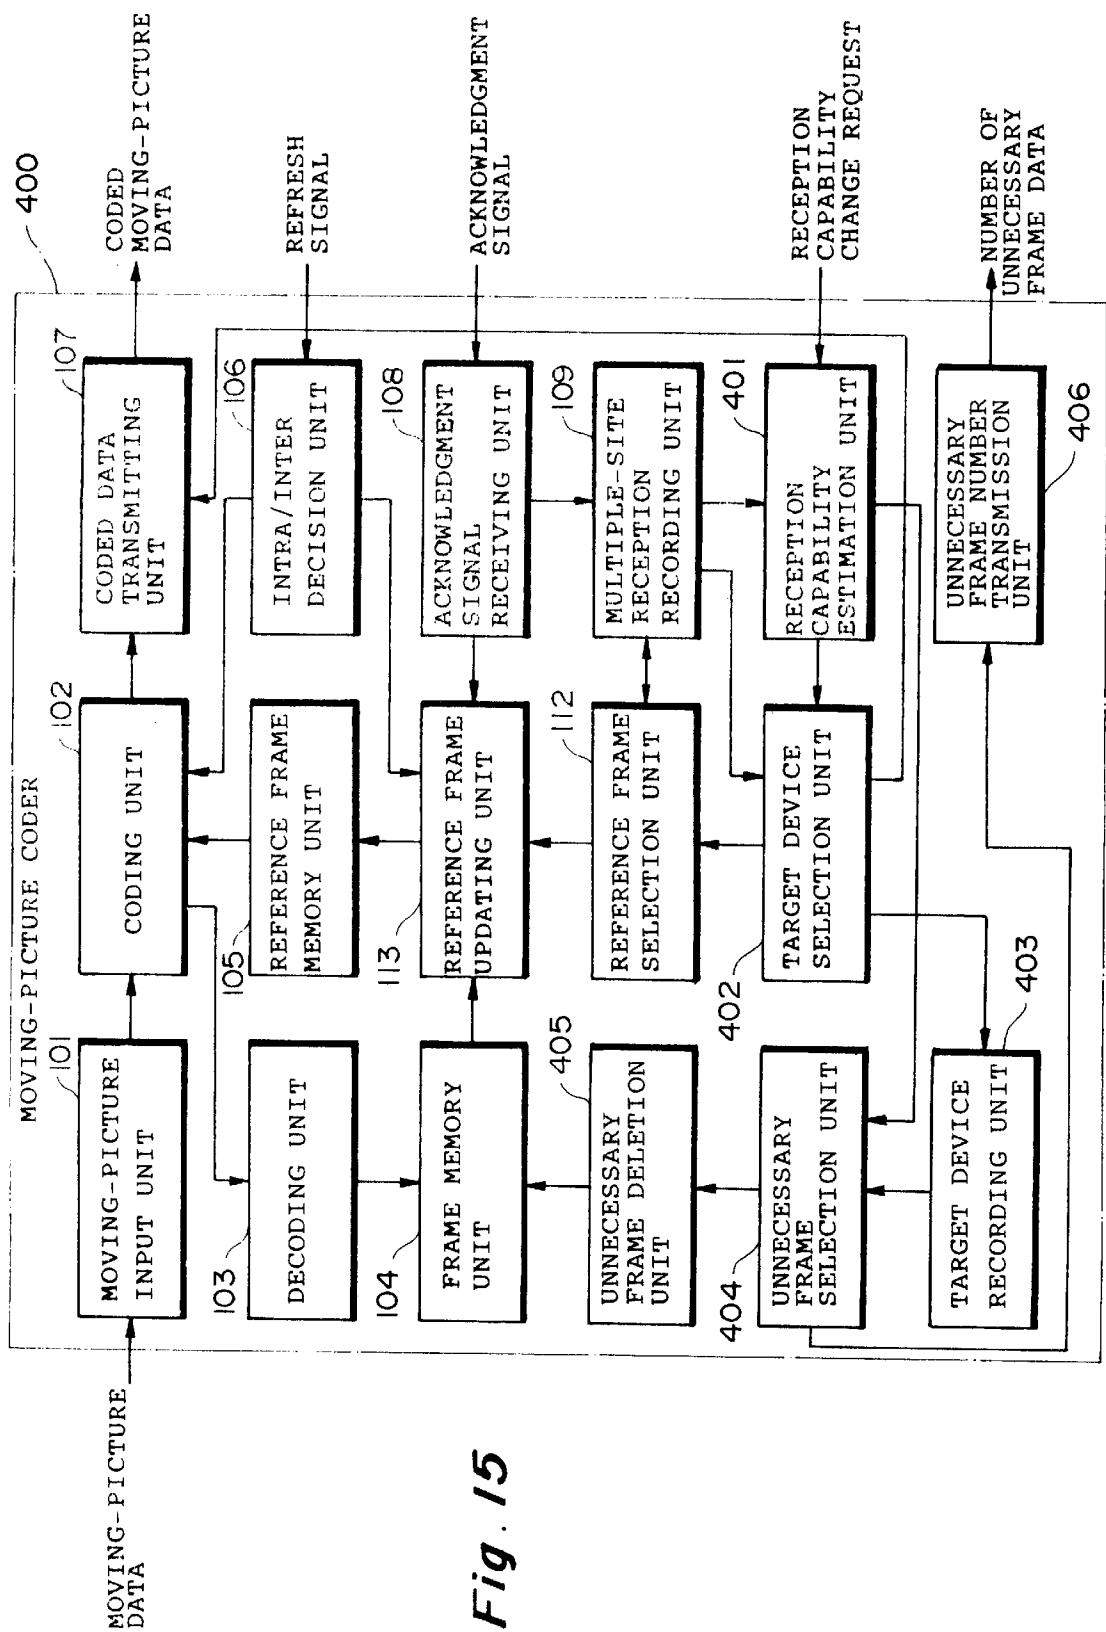 MOVING-PICTURE CODER
400
MOVING-PICTURE
DATA
101
MOVING-PICTURE
INPUT UNIT
102
CODING UNIT
107
CODED DATA
TRANSMITTING
UNIT
CODED
MOVING-PICTURE
DATA
103
DECODING UNIT
105
REFERENCE FRAME
MEMORY UNIT
106
INTRA/INTER
DECISION UNIT
REFRESH
SIGNAL
104
FRAME MEMORY
UNIT
113
REFERENCE FRAME
UPDATING UNIT
108
ACKNOWLEDGMENT
SIGNAL
RECEIVING UNIT
ACKNOWLEDGMENT
SIGNAL
405
UNNECESSARY
FRAME DELETION
UNIT
112
REFERENCE FRAME
SELECTION UNIT
109
MULTIPLE-SITE
RECEPTION
RECORDING UNIT
404
UNNECESSARY
FRAME
SELECTION UNIT
402
TARGET DEVICE
SELECTION UNIT
401
RECEPTION
CAPABILITY
ESTIMATION UNIT
RECEPTION
CAPABILITY
CHANGE REQUEST
403
TARGET DEVICE
RECORDING UNIT
406
UNNECESSARY
FRAME NUMBER
TRANSMISSION
UNIT
NUMBER OF
UNNECESSARY
FRAME DATA
Fig. 15